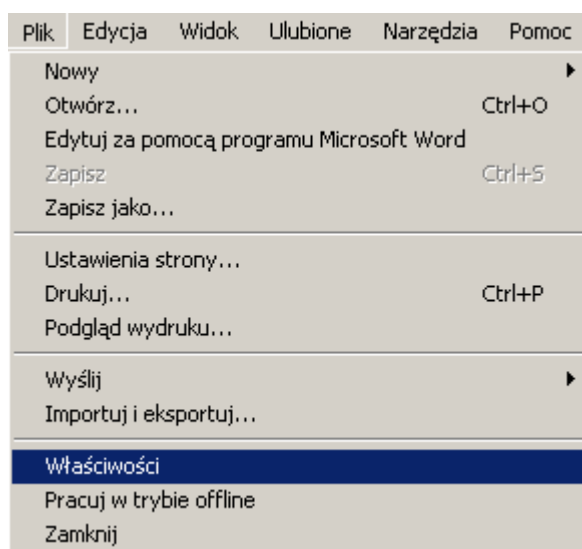 Plik Edycja Widok Ulubione Narzędzia Pomoc
Nowy
Otwórz... Ctrl+O
Edytuj za pomocą programu Microsoft Word
Zapisz Ctrl+S
Zapisz jako...
Ustawienia strony...
Drukuj... Ctrl+P
Podgląd wydruku...
Wyślij
Importuj i eksportuj...
Właściwości
Pracuj w trybie offline
Zamknij